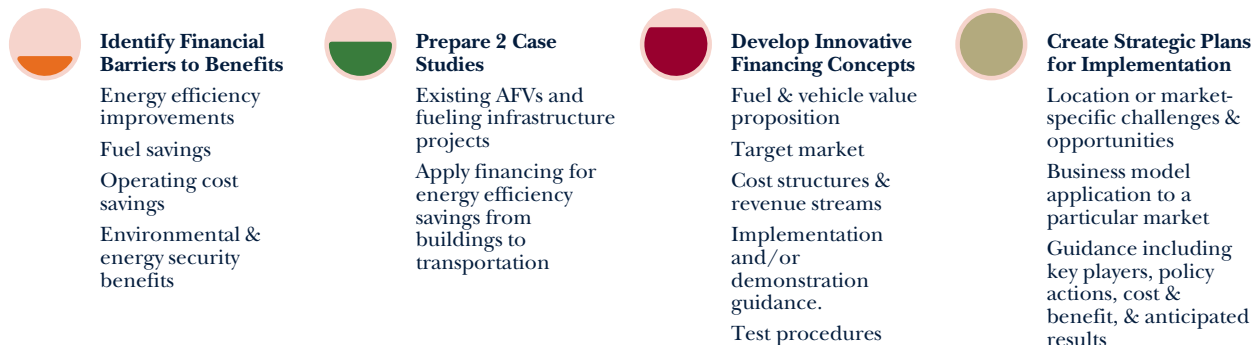 Identify Financial
Barriers to Benefits
Energy efficiency
improvements
Fuel savings
Operating cost
savings
Environmental &
energy security
benefits
Prepare 2 Case
Studies
Existing AFVs and
fueling infrastructure
projects
Apply financing for
energy efficiency
savings from
buildings to
transportation
Develop Innovative
Financing Concepts
Fuel & vehicle value
proposition
Target market
Cost structures &
revenue streams
Implementation
and/or
demonstration
guidance.
Test procedures
Create Strategic Plans
for Implementation
Location or market-
specific challenges &
opportunities
Business model
application to a
particular market
Guidance including
key players, policy
actions, cost &
benefit, & anticipated
results